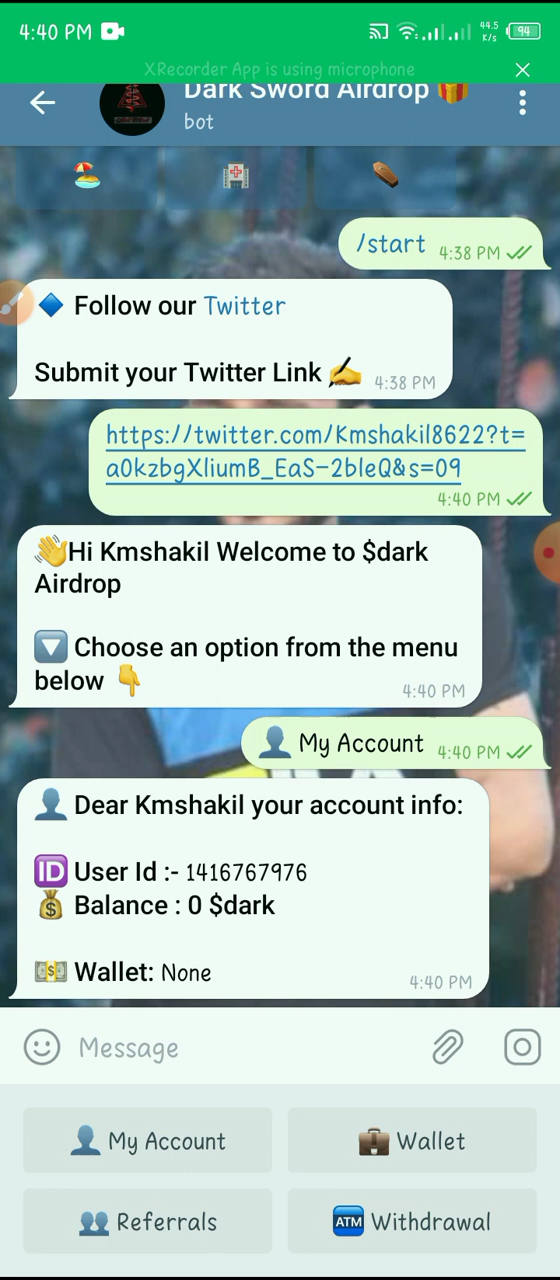 4:40 PM
44.5
K/s
94
XRecorder App is using microphone
Dark Sword Airdrop 🎁
bot
/start 4:38 PM
🔷 Follow our Twitter
Submit your Twitter Link ✍️ 4:38 PM
https://twitter.com/Kmshakil8622?t=
a0kzbgXliumB_EaS-2bleQ&s=09
4:40 PM
👋Hi Kmshakil Welcome to $dark
Airdrop
🔽 Choose an option from the menu
below 👇 4:40 PM
👤 My Account 4:40 PM
👤 Dear Kmshakil your account info:
🆔 User Id :- 1416767976
💰 Balance : 0 $dark
💵 Wallet: None 4:40 PM
Message
👤 My Account
💼 Wallet
👥 Referrals
🏧 Withdrawal